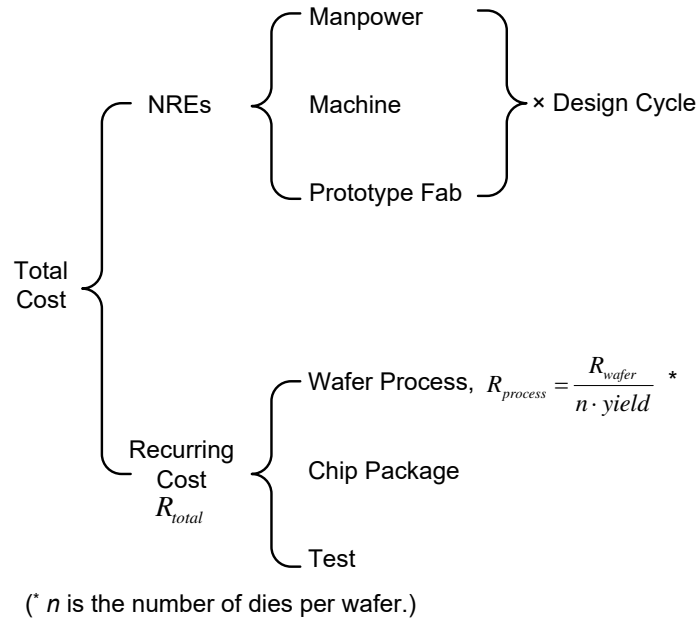 Manpower
NREs
Machine
× Design Cycle
Prototype Fab
Total
Cost
Wafer Process, R_process = R_wafer / (n · yield) *
Recurring
Cost
R_total
Chip Package
Test
(* n is the number of dies per wafer.)